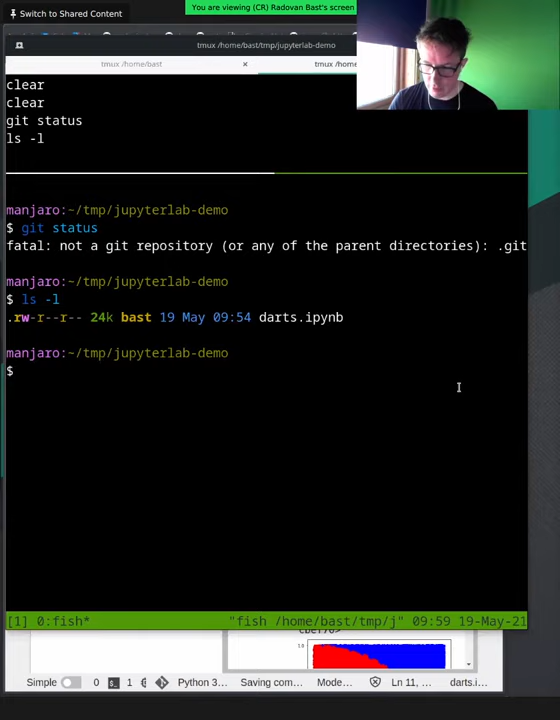 Switch to Shared Content
You are viewing (CR) Radovan Bast's screen
tmux /home/bast/tmp/jupyterlab-demo
tmux /home/bast
tmux /hom
clear
clear
git status
ls -l
manjaro:~/tmp/jupyterlab-demo
$ git status
fatal: not a git repository (or any of the parent directories): .git
manjaro:~/tmp/jupyterlab-demo
$ ls -l
.rw-r--r-- 24k bast 19 May 09:54 darts.ipynb
manjaro:~/tmp/jupyterlab-demo
$
[1] 0:fish* "fish /home/bast/tmp/j" 09:59 19-May-21
1.0
Simple 0 1 Python 3... Saving com... Mode... Ln 11, ... darts.i...